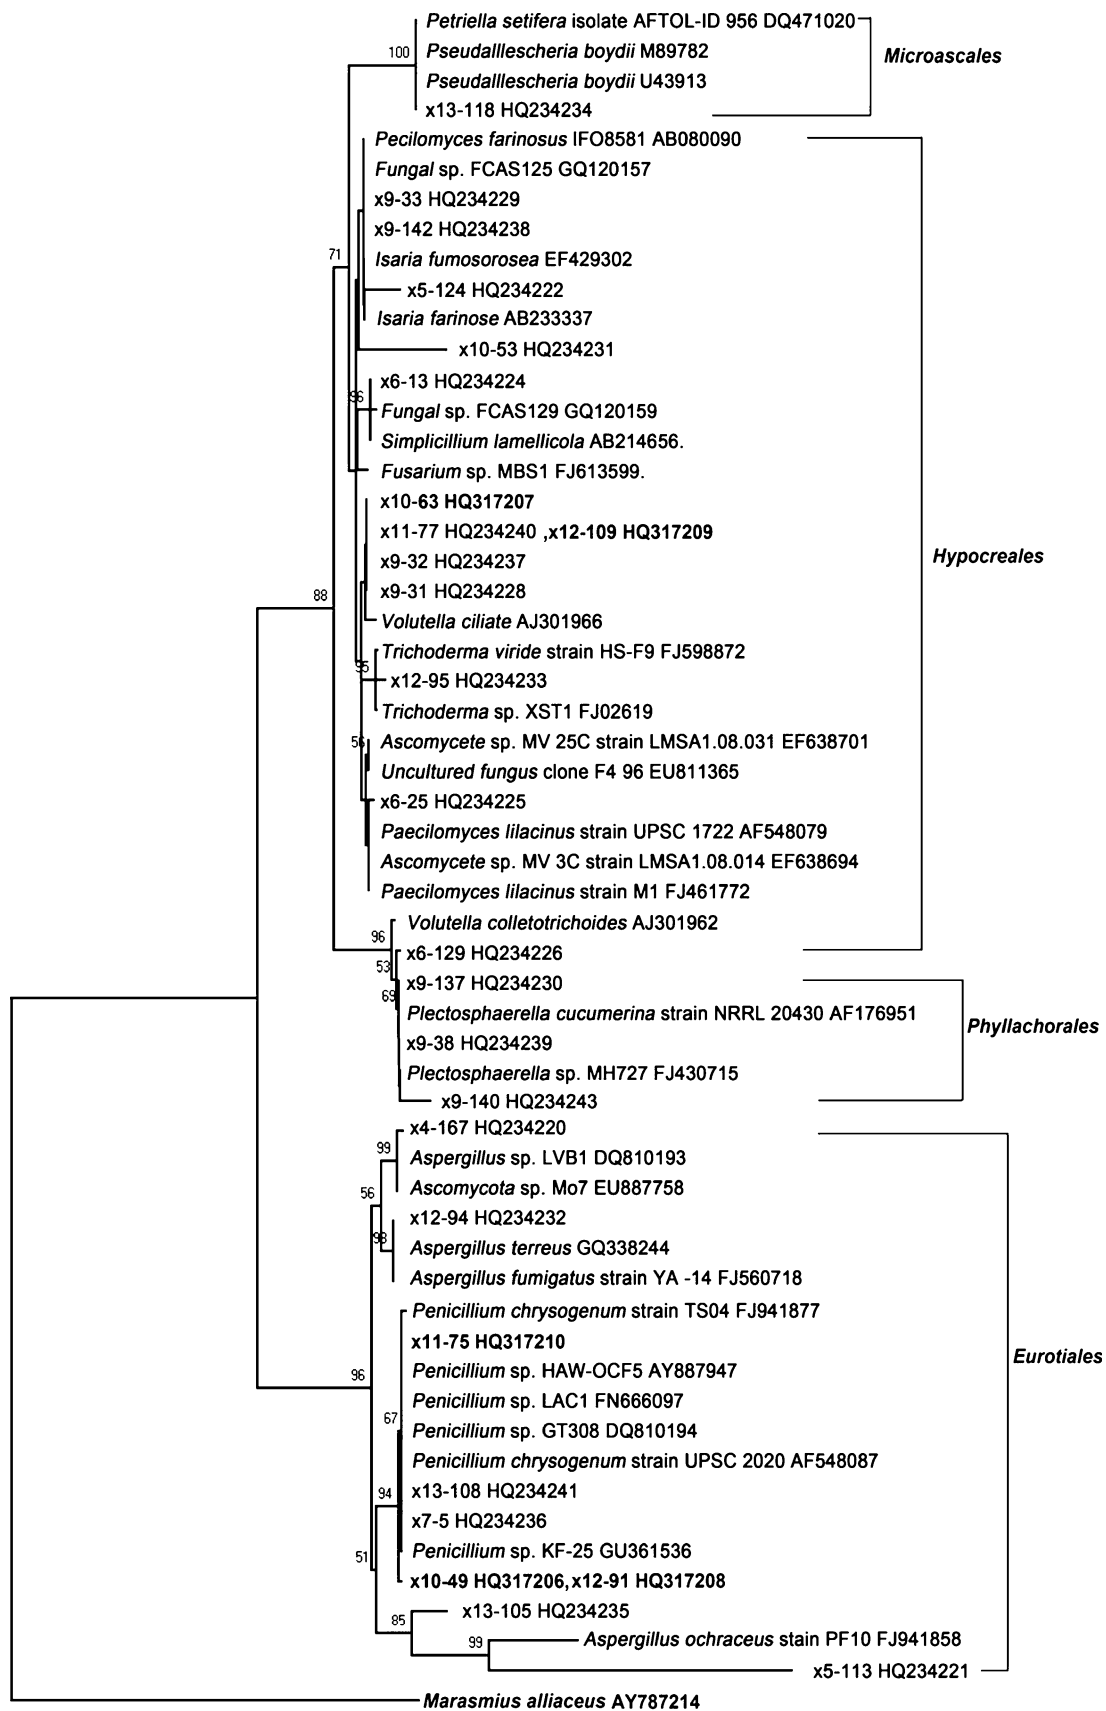 Petriella setifera isolate AFTOL-ID 956 DQ471020
100
Pseudalllescheria boydii M89782
Microascales
Pseudalllescheria boydii U43913
x13-118 HQ234234
Pecilomyces farinosus IFO8581 AB080090
Fungal sp. FCAS125 GQ120157
x9-33 HQ234229
x9-142 HQ234238
71
Isaria fumosorosea EF429302
x5-124 HQ234222
Isaria farinose AB233337
x10-53 HQ234231
x6-13 HQ234224
96
Fungal sp. FCAS129 GQ120159
Simplicillium lamellicola AB214656.
Fusarium sp. MBS1 FJ613599.
x10-63 HQ317207
x11-77 HQ234240 ,x12-109 HQ317209
Hypocreales
x9-32 HQ234237
x9-31 HQ234228
88
Volutella ciliate AJ301966
Trichoderma viride strain HS-F9 FJ598872
95
x12-95 HQ234233
Trichoderma sp. XST1 FJ02619
56
Ascomycete sp. MV 25C strain LMSA1.08.031 EF638701
Uncultured fungus clone F4 96 EU811365
x6-25 HQ234225
Paecilomyces lilacinus strain UPSC 1722 AF548079
Ascomycete sp. MV 3C strain LMSA1.08.014 EF638694
Paecilomyces lilacinus strain M1 FJ461772
Volutella colletotrichoides AJ301962
96
x6-129 HQ234226
53
x9-137 HQ234230
69
Plectosphaerella cucumerina strain NRRL 20430 AF176951
Phyllachorales
x9-38 HQ234239
Plectosphaerella sp. MH727 FJ430715
x9-140 HQ234243
x4-167 HQ234220
99
Aspergillus sp. LVB1 DQ810193
Ascomycota sp. Mo7 EU887758
56
x12-94 HQ234232
98
Aspergillus terreus GQ338244
Aspergillus fumigatus strain YA -14 FJ560718
Penicillium chrysogenum strain TS04 FJ941877
x11-75 HQ317210
Eurotiales
96
Penicillium sp. HAW-OCF5 AY887947
Penicillium sp. LAC1 FN666097
67
Penicillium sp. GT308 DQ810194
Penicillium chrysogenum strain UPSC 2020 AF548087
94
x13-108 HQ234241
x7-5 HQ234236
51
Penicillium sp. KF-25 GU361536
x10-49 HQ317206,x12-91 HQ317208
85
x13-105 HQ234235
99
Aspergillus ochraceus stain PF10 FJ941858
x5-113 HQ234221
Marasmius alliaceus AY787214